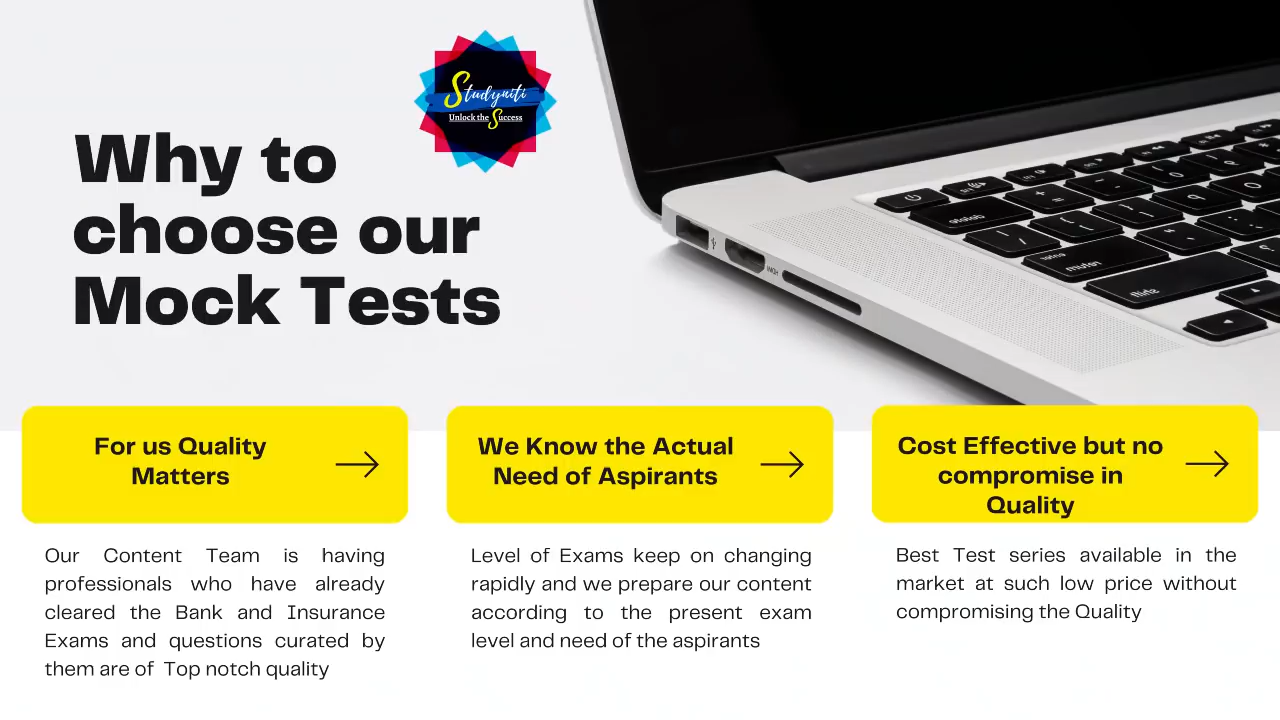 Studyniti
Unlock the Success
Why to
choose our
Mock Tests
For us Quality
Matters
We Know the Actual
Need of Aspirants
Cost Effective but no
compromise in
Quality
Our Content Team is having
professionals who have already
cleared the Bank and Insurance
Exams and questions curated by
them are of Top notch quality
Level of Exams keep on changing
rapidly and we prepare our content
according to the present exam
level and need of the aspirants
Best Test series available in the
market at such low price without
compromising the Quality
HDMI